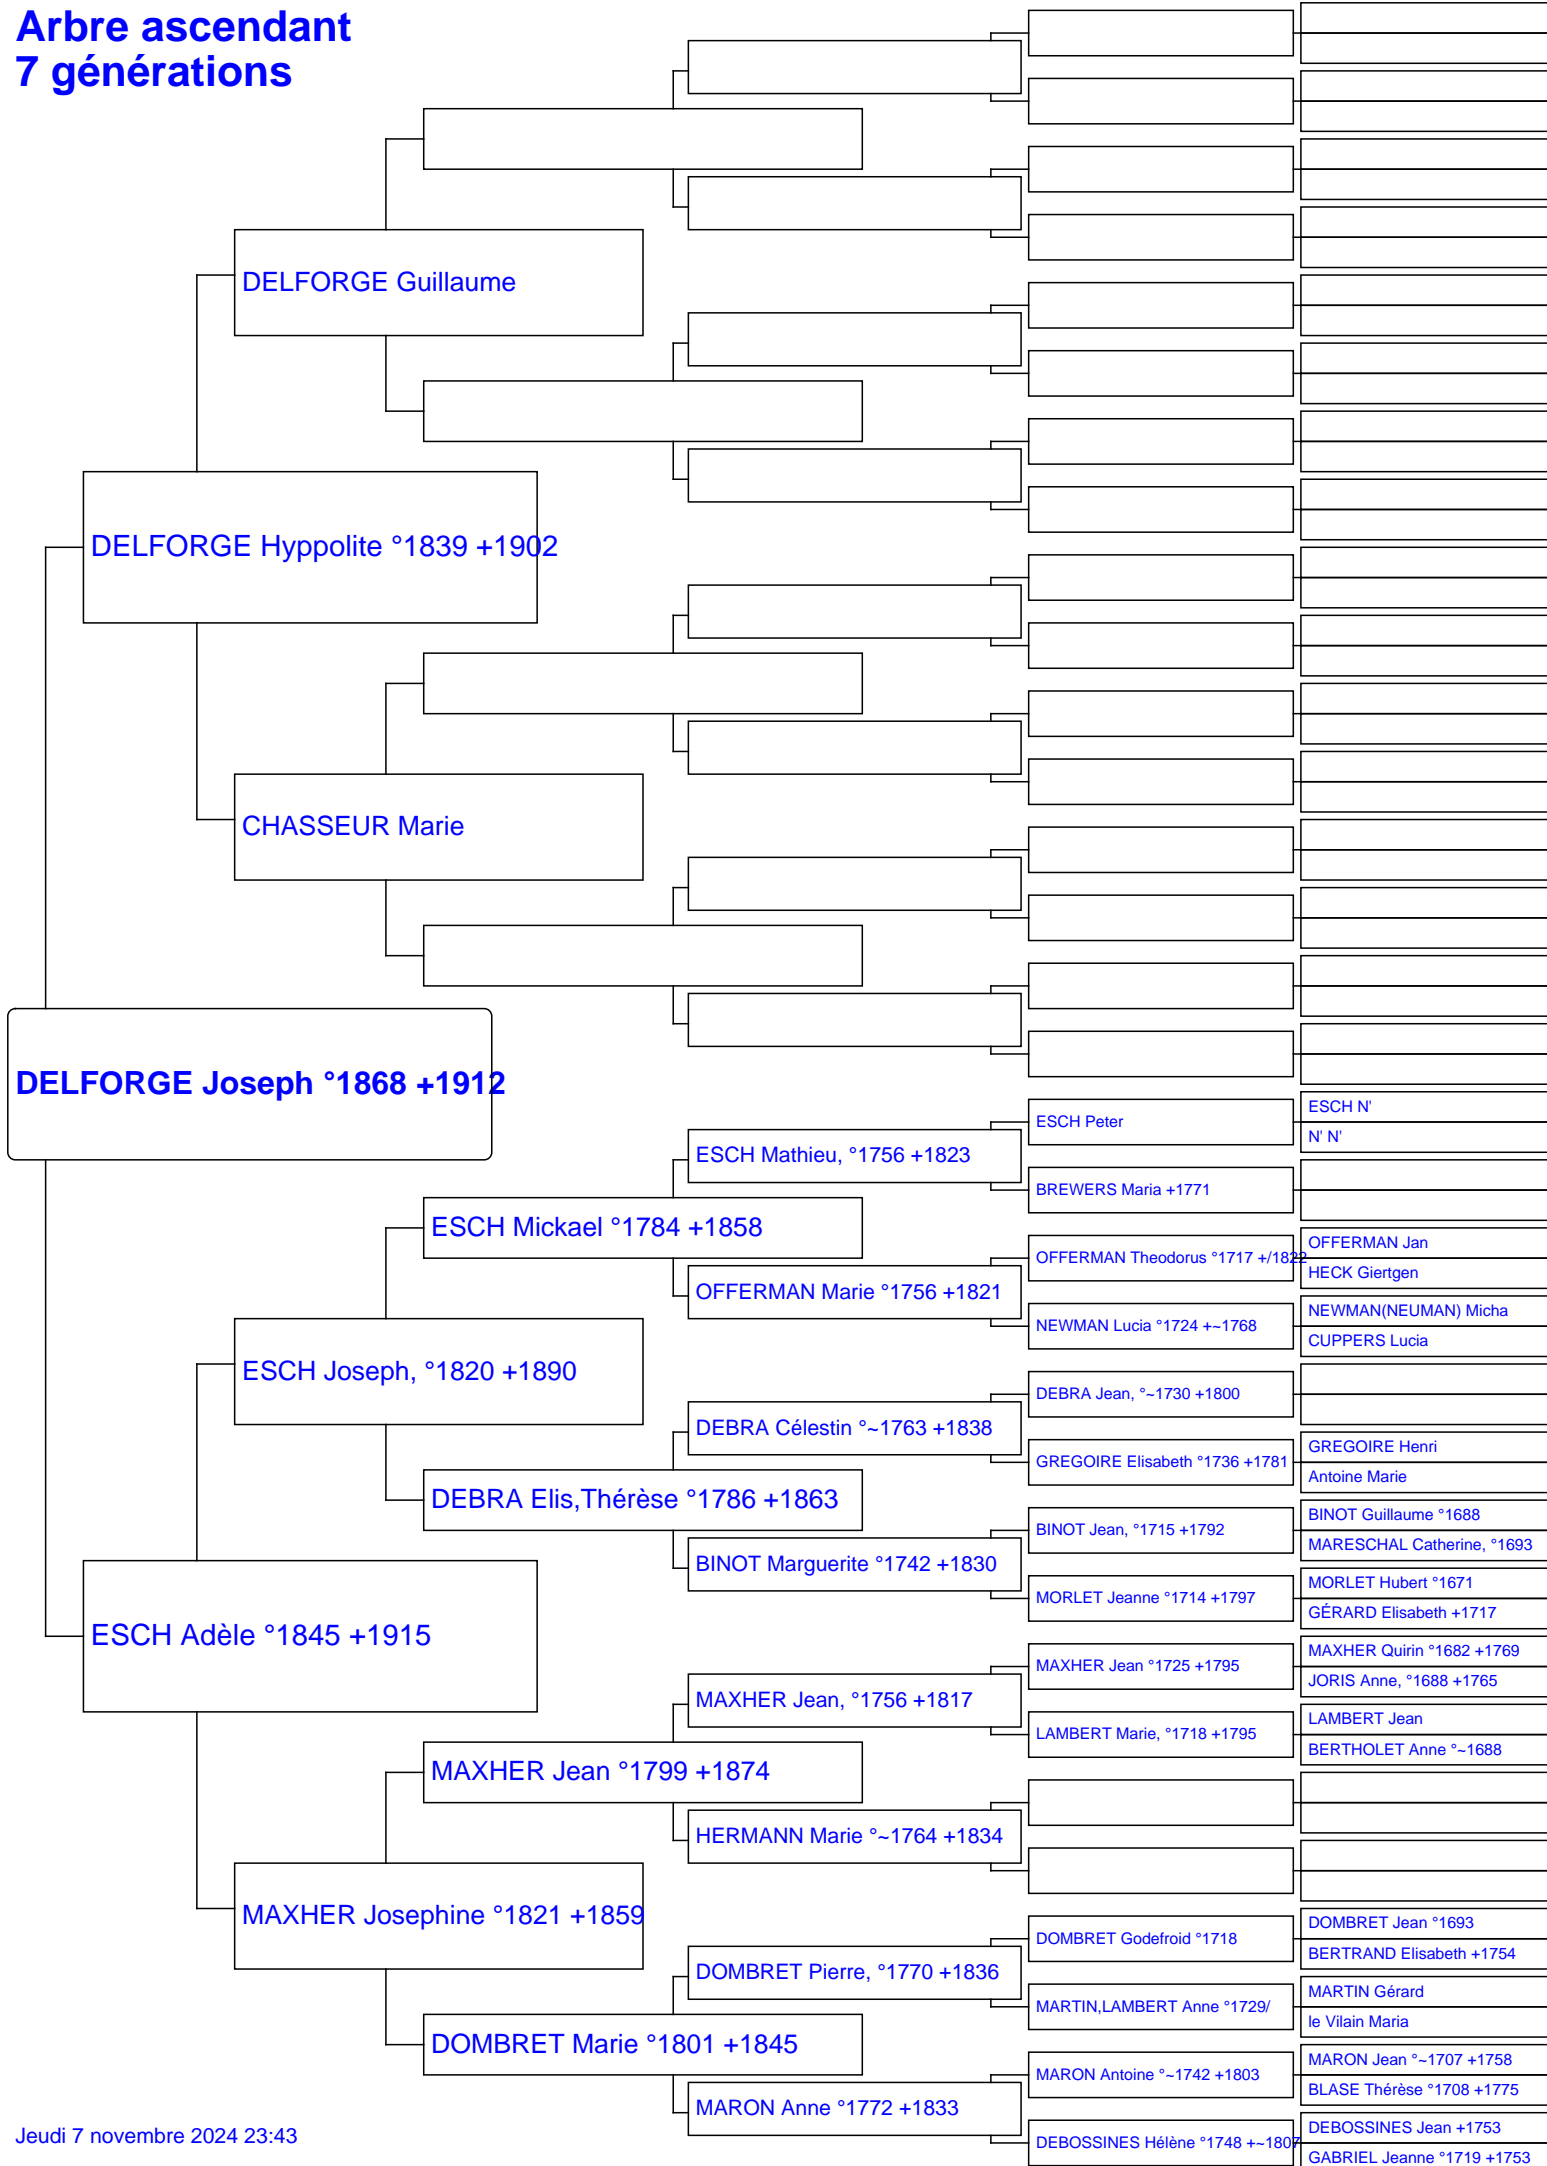 Arbre ascendant
7 générations
DELFORGE Guillaume
DELFORGE Hyppolite °1839 +1902
CHASSEUR Marie
DELFORGE Joseph °1868 +1912
ESCH N'
ESCH Peter
N' N'
ESCH Mathieu, °1756 +1823
BREWERS Maria +1771
ESCH Mickael °1784 +1858
OFFERMAN Jan
OFFERMAN Theodorus °1717 +/1822
HECK Giertgen
OFFERMAN Marie °1756 +1821
NEWMAN(NEUMAN) Micha
NEWMAN Lucia °1724 +~1768
CUPPERS Lucia
ESCH Joseph, °1820 +1890
DEBRA Jean, °~1730 +1800
DEBRA Célestin °~1763 +1838
GREGOIRE Henri
GREGOIRE Elisabeth °1736 +1781
Antoine Marie
DEBRA Elis,Thérèse °1786 +1863
BINOT Guillaume °1688
BINOT Jean, °1715 +1792
MARESCHAL Catherine, °1693
BINOT Marguerite °1742 +1830
MORLET Hubert °1671
MORLET Jeanne °1714 +1797
GÉRARD Elisabeth +1717
ESCH Adèle °1845 +1915
MAXHER Quirin °1682 +1769
MAXHER Jean °1725 +1795
JORIS Anne, °1688 +1765
MAXHER Jean, °1756 +1817
LAMBERT Jean
LAMBERT Marie, °1718 +1795
BERTHOLET Anne °~1688
MAXHER Jean °1799 +1874
HERMANN Marie °~1764 +1834
MAXHER Josephine °1821 +1859
DOMBRET Jean °1693
DOMBRET Godefroid °1718
BERTRAND Elisabeth +1754
DOMBRET Pierre, °1770 +1836
MARTIN Gérard
MARTIN,LAMBERT Anne °1729/
le Vilain Maria
DOMBRET Marie °1801 +1845
MARON Jean °~1707 +1758
MARON Antoine °~1742 +1803
BLASE Thérèse °1708 +1775
MARON Anne °1772 +1833
DEBOSSINES Jean +1753
DEBOSSINES Hélène °1748 +~1807
GABRIEL Jeanne °1719 +1753
Jeudi 7 novembre 2024 23:43